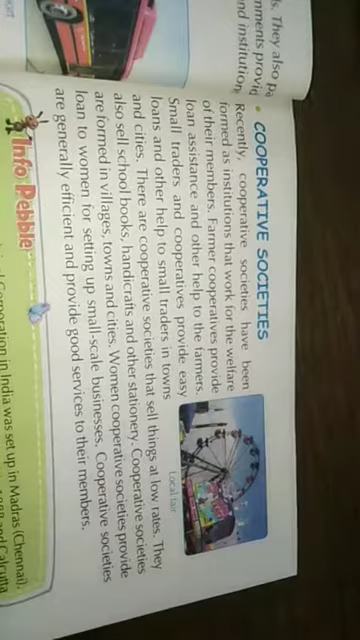 s. They also
nments provi
nd institution
• COOPERATIVE SOCIETIES
Recently, cooperative societies have been
formed as institutions that work for the welfare
of their members. Farmer cooperatives provide
loan assistance and other help to the farmers.
Small traders and cooperatives provide easy
loans and other help to small traders in towns
and cities. There are cooperative societies that sell things at low rates. They
also sell school books, handicrafts and other stationery. Cooperative societies
are formed in villages, towns and cities. Women cooperative societies provide
loan to women for setting up small-scale businesses. Cooperative societies
are generally efficient and provide good services to their members.
Local fair
Info Pebble
Corporation in India was set up in Madras (Chennai),
and Calcutta